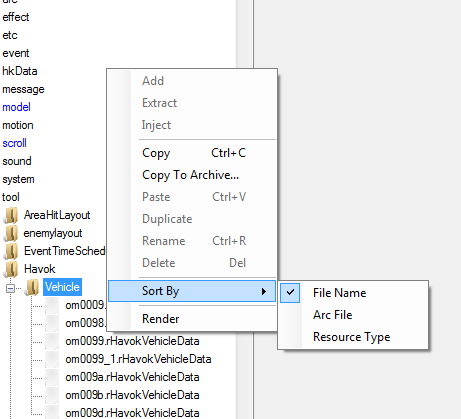 arc
effect
etc
event
hkData
message
model
motion
scroll
sound
system
tool
AreaHitLayout
enemylayout
EventTimeSched
Havok
Vehicle
om0009.
om0098.
om0099.rHavokVehicleData
om0099_1.rHavokVehicleData
om009a.rHavokVehicleData
om009b.rHavokVehicleData
om009d.rHavokVehicleData
Add
Extract
Inject
Copy Ctrl+C
Copy To Archive...
Paste Ctrl+V
Duplicate
Rename Ctrl+R
Delete Del
Sort By
Render
File Name
Arc File
Resource Type